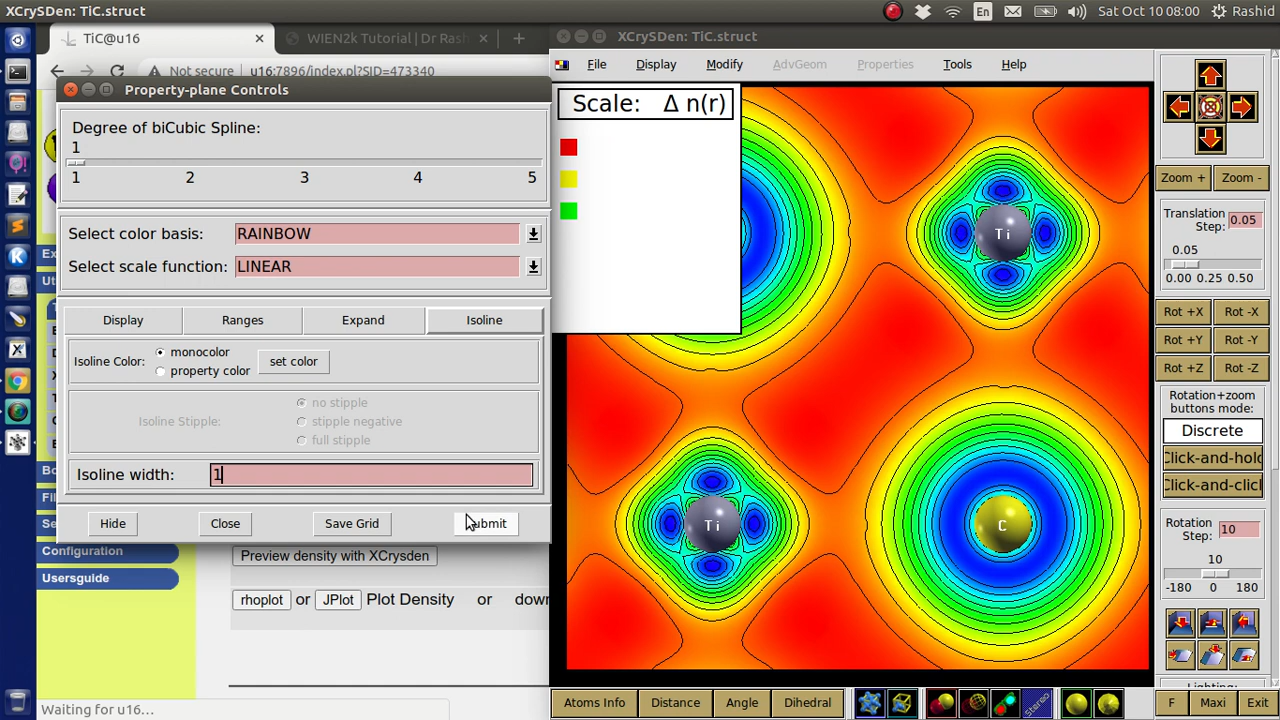 XCrySDen: TiC.struct
En
Sat Oct 10 08:00
Rashid
TiC@u16
WIEN2k Tutorial | Dr Rash
Not secure
u16:7896/index.pl?SID=473340
Property-plane Controls
Degree of biCubic Spline:
1
1 2 3 4 5
Select color basis: RAINBOW
Select scale function: LINEAR
Display Ranges Expand Isoline
Isoline Color: monocolor
property color
set color
Isoline Stipple: no stipple
stipple negative
full stipple
Isoline width: 1
Hide Close Save Grid Submit
Configuration
Usersguide
Preview density with XCrysden
rhoplot or JPlot Plot Density or down
Waiting for u16...
XCrySDen: TiC.struct
File Display Modify AdvGeom Properties Tools Help
Scale: Δ n(r)
Ti
Ti
C
Zoom + Zoom -
Translation
Step: 0.05
0.05
0.00 0.25 0.50
Rot +X Rot -X
Rot +Y Rot -Y
Rot +Z Rot -Z
Rotation+zoom
buttons mode:
Discrete
Click-and-hold
Click-and-click
Rotation
Step: 10
10
-180 0 180
Lighting:
Atoms Info Distance Angle Dihedral
Stereo
F Maxi Exit